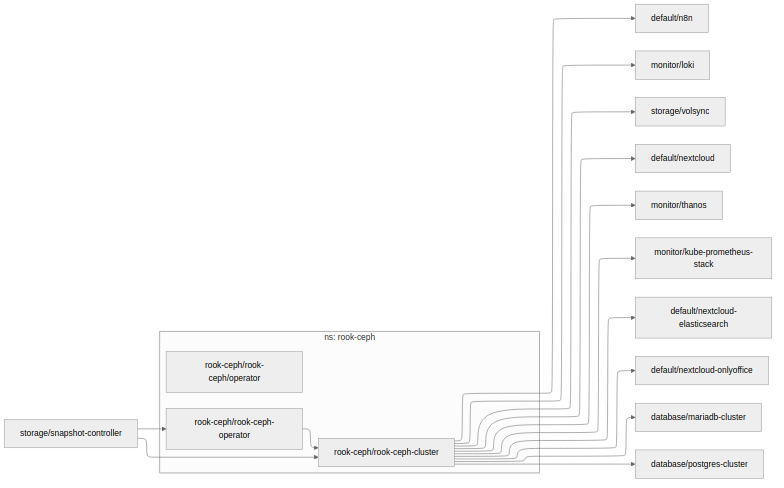 default/n8n
monitor/loki
storage/volsync
default/nextcloud
monitor/thanos
monitor/kube-prometheus-
stack
default/nextcloud-
elasticsearch
ns: rook-ceph
rook-ceph/rook-
ceph/operator
default/nextcloud-onlyoffice
rook-ceph/rook-ceph-
operator
database/mariadb-cluster
storage/snapshot-controller
rook-ceph/rook-ceph-cluster
database/postgres-cluster